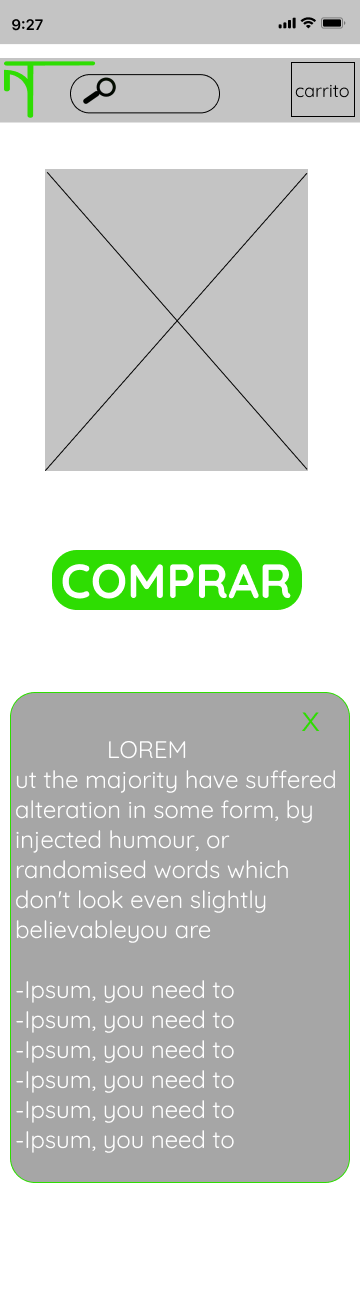 9:27
carrito
COMPRAR
X
LOREM
ut the majority have suffered
alteration in some form, by
injected humour, or
randomised words which
don't look even slightly
believableyou are
-Ipsum, you need to
-Ipsum, you need to
-Ipsum, you need to
-Ipsum, you need to
-Ipsum, you need to
-Ipsum, you need to